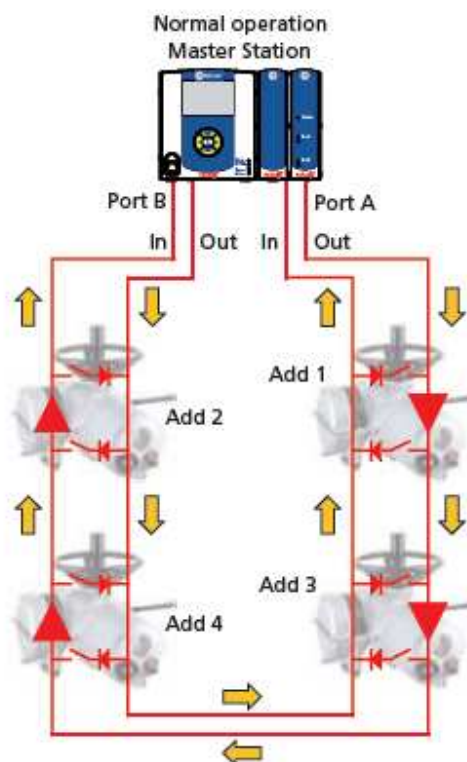 Normal operation
Master Station
Port B
Port A
In
Out
In
Out
Add 1
Add 2
Add 3
Add 4